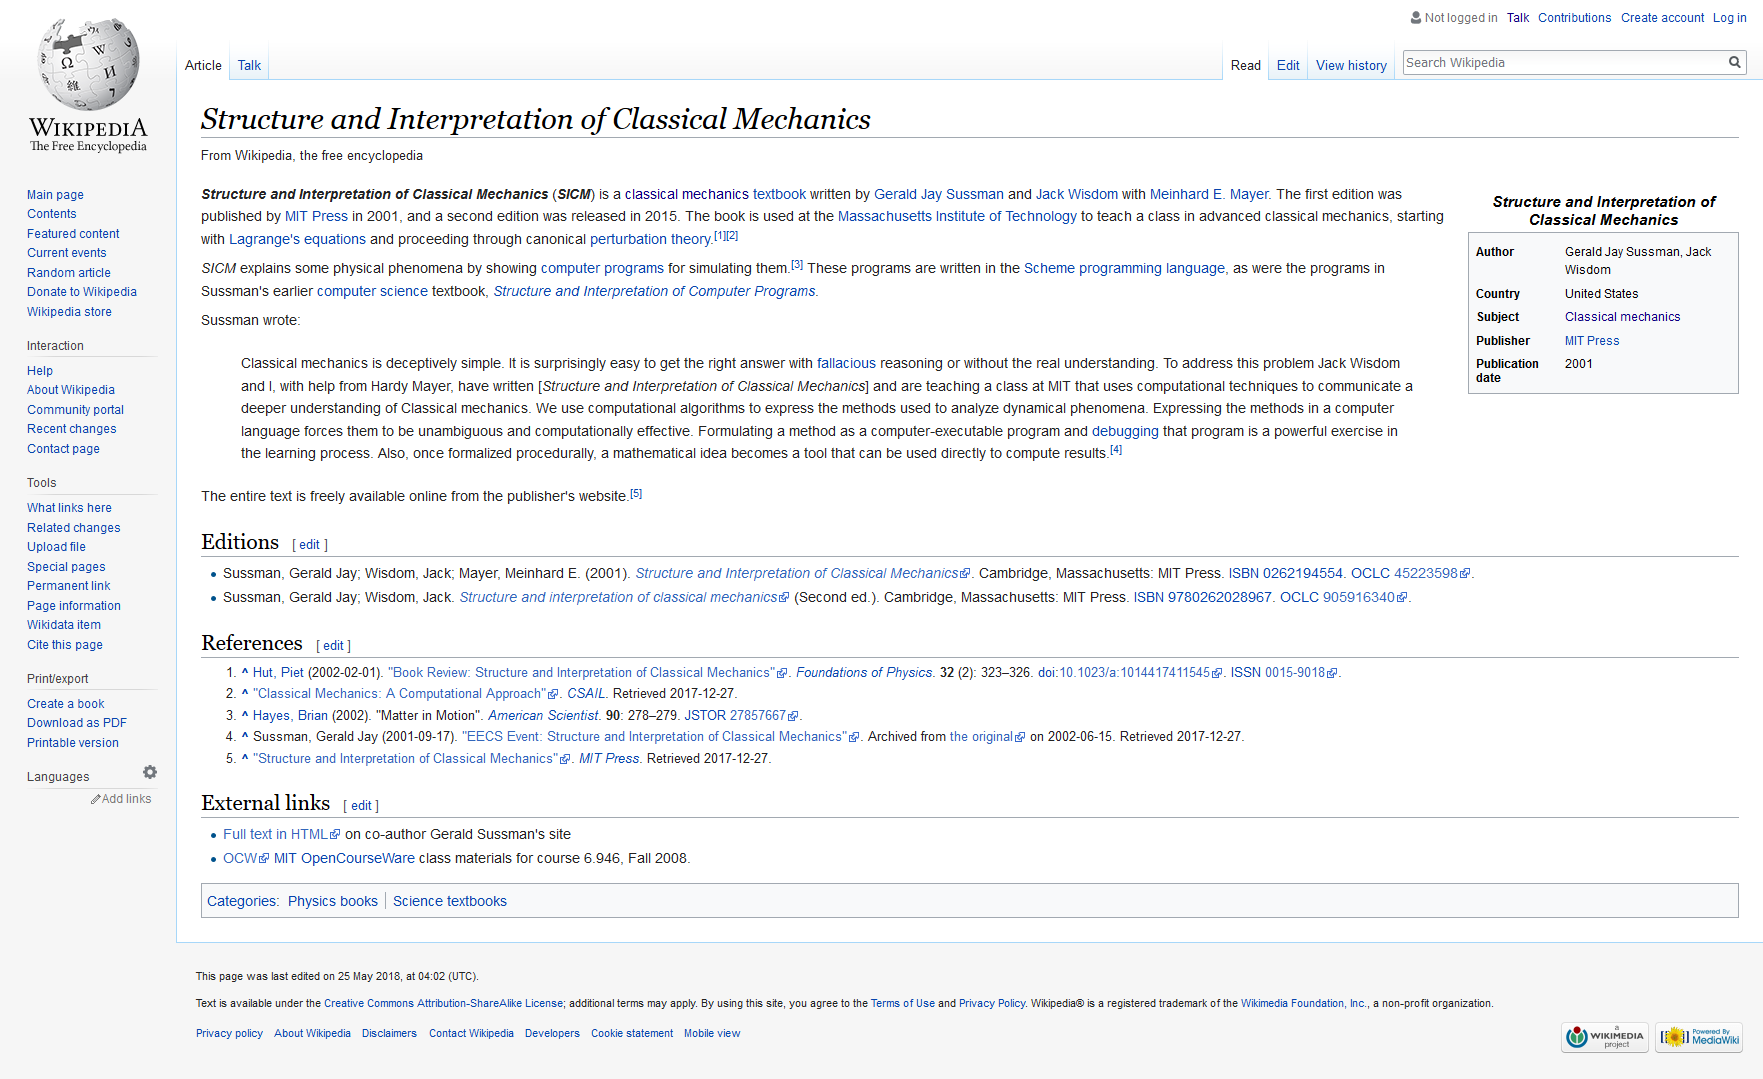 Not logged in Talk Contributions Create account Log in
Article Talk Read Edit View history Search Wikipedia
WIKIPEDIA
The Free Encyclopedia
Main page
Contents
Featured content
Current events
Random article
Donate to Wikipedia
Wikipedia store
Interaction
Help
About Wikipedia
Community portal
Recent changes
Contact page
Tools
What links here
Related changes
Upload file
Special pages
Permanent link
Page information
Wikidata item
Cite this page
Print/export
Create a book
Download as PDF
Printable version
Languages
Add links
Structure and Interpretation of Classical Mechanics
From Wikipedia, the free encyclopedia
Structure and Interpretation of Classical Mechanics (SICM) is a classical mechanics textbook written by Gerald Jay Sussman and Jack Wisdom with Meinhard E. Mayer. The first edition was
published by MIT Press in 2001, and a second edition was released in 2015. The book is used at the Massachusetts Institute of Technology to teach a class in advanced classical mechanics, starting
with Lagrange's equations and proceeding through canonical perturbation theory.[1][2]
SICM explains some physical phenomena by showing computer programs for simulating them.[3] These programs are written in the Scheme programming language, as were the programs in
Sussman's earlier computer science textbook, Structure and Interpretation of Computer Programs.
Sussman wrote:
Classical mechanics is deceptively simple. It is surprisingly easy to get the right answer with fallacious reasoning or without the real understanding. To address this problem Jack Wisdom
and I, with help from Hardy Mayer, have written [Structure and Interpretation of Classical Mechanics] and are teaching a class at MIT that uses computational techniques to communicate a
deeper understanding of Classical mechanics. We use computational algorithms to express the methods used to analyze dynamical phenomena. Expressing the methods in a computer
language forces them to be unambiguous and computationally effective. Formulating a method as a computer-executable program and debugging that program is a powerful exercise in
the learning process. Also, once formalized procedurally, a mathematical idea becomes a tool that can be used directly to compute results.[4]
The entire text is freely available online from the publisher's website.[5]
Structure and Interpretation of
Classical Mechanics
Author Gerald Jay Sussman, Jack
Wisdom
Country United States
Subject Classical mechanics
Publisher MIT Press
Publication 2001
date
Editions [ edit ]
• Sussman, Gerald Jay; Wisdom, Jack; Mayer, Meinhard E. (2001). Structure and Interpretation of Classical Mechanics. Cambridge, Massachusetts: MIT Press. ISBN 0262194554. OCLC 45223598.
• Sussman, Gerald Jay; Wisdom, Jack. Structure and interpretation of classical mechanics (Second ed.). Cambridge, Massachusetts: MIT Press. ISBN 9780262028967. OCLC 905916340.
References [ edit ]
1. ^ Hut, Piet (2002-02-01). "Book Review: Structure and Interpretation of Classical Mechanics". Foundations of Physics. 32 (2): 323–326. doi:10.1023/a:1014417411545. ISSN 0015-9018.
2. ^ "Classical Mechanics: A Computational Approach". CSAIL. Retrieved 2017-12-27.
3. ^ Hayes, Brian (2002). "Matter in Motion". American Scientist. 90: 278–279. JSTOR 27857667.
4. ^ Sussman, Gerald Jay (2001-09-17). "EECS Event: Structure and Interpretation of Classical Mechanics". Archived from the original on 2002-06-15. Retrieved 2017-12-27.
5. ^ "Structure and Interpretation of Classical Mechanics". MIT Press. Retrieved 2017-12-27.
External links [ edit ]
• Full text in HTML on co-author Gerald Sussman's site
• OCW MIT OpenCourseWare class materials for course 6.946, Fall 2008.
Categories: Physics books Science textbooks
This page was last edited on 25 May 2018, at 04:02 (UTC).
Text is available under the Creative Commons Attribution-ShareAlike License; additional terms may apply. By using this site, you agree to the Terms of Use and Privacy Policy. Wikipedia® is a registered trademark of the Wikimedia Foundation, Inc., a non-profit organization.
Privacy policy About Wikipedia Disclaimers Contact Wikipedia Developers Cookie statement Mobile view
a
WIKIMEDIA
project
Powered By
MediaWiki